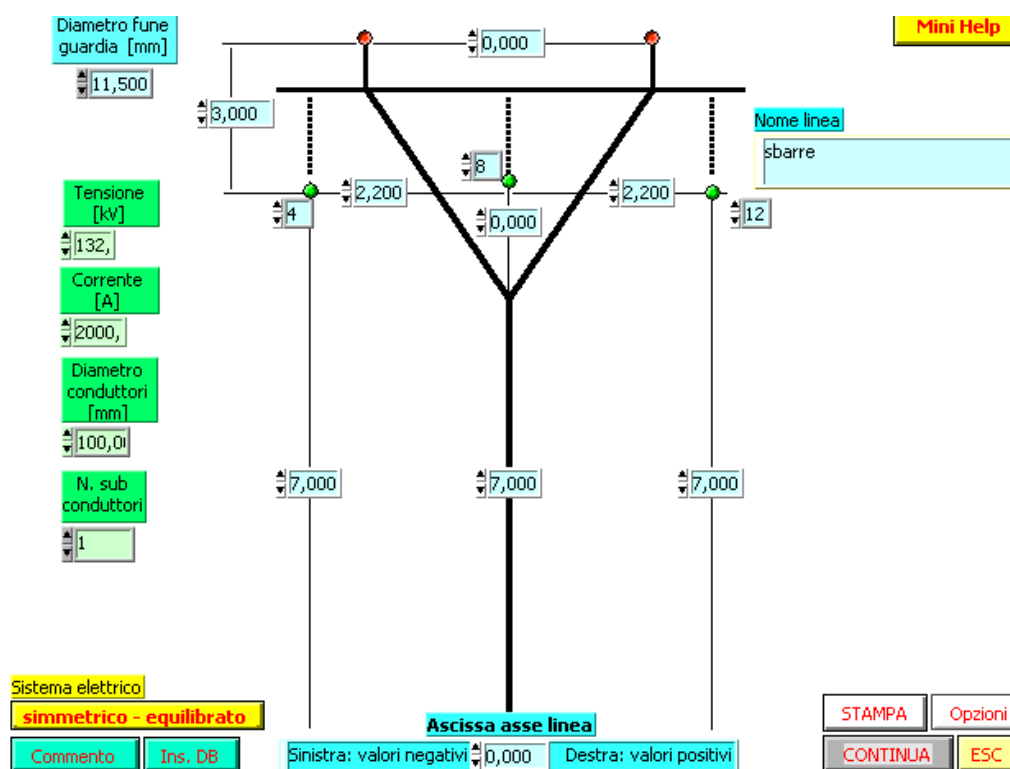 Diametro fune
guardia [mm]
11,500
0,000
Mini Help
3,000
Nome linea
sbarre
8
Tensione
[kV]
132,
4
2,200
0,000
2,200
12
Corrente
[A]
2000,
Diametro
conduttori
[mm]
100,0
7,000
7,000
7,000
N. sub
conduttori
1
Sistema elettrico
simmetrico - equilibrato
Commento
Ins. DB
Ascissa asse linea
Sinistra: valori negativi
0,000
Destra: valori positivi
STAMPA
Opzioni
CONTINUA
ESC